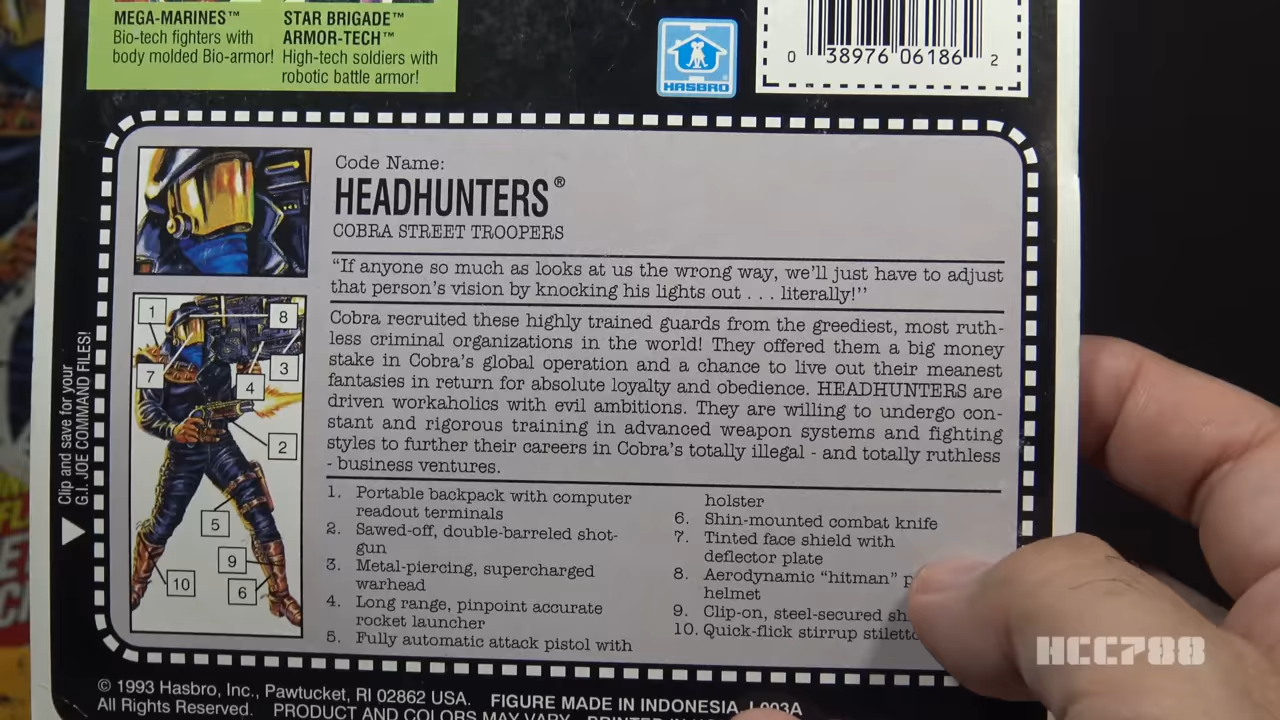 MEGA-MARINES™
Bio-tech fighters with
body molded Bio-armor!
STAR BRIGADE™
ARMOR-TECH™
High-tech soldiers with
robotic battle armor!
HASBRO
®
0 38976 06186 2
Clip and save for your
G.I. JOE COMMAND FILES!
Code Name:
HEADHUNTERS®
COBRA STREET TROOPERS
"If anyone so much as looks at us the wrong way, we'll just have to adjust
that person's vision by knocking his lights out . . . literally!"
Cobra recruited these highly trained guards from the greediest, most ruth-
less criminal organizations in the world! They offered them a big money
stake in Cobra's global operation and a chance to live out their meanest
fantasies in return for absolute loyalty and obedience. HEADHUNTERS are
driven workaholics with evil ambitions. They are willing to undergo con-
stant and rigorous training in advanced weapon systems and fighting
styles to further their careers in Cobra's totally illegal - and totally ruthless
- business ventures.
1
8
7
3
4
2
5
9
10
6
1. Portable backpack with computer
readout terminals
2. Sawed-off, double-barreled shot-
gun
3. Metal-piercing, supercharged
warhead
4. Long range, pinpoint accurate
rocket launcher
5. Fully automatic attack pistol with
holster
6. Shin-mounted combat knife
7. Tinted face shield with
deflector plate
8. Aerodynamic "hitman"
helmet
9. Clip-on, steel-secured
10. Quick-flick stirrup stiletto
© 1993 Hasbro, Inc., Pawtucket, RI 02862 USA.
All Rights Reserved.
FIGURE MADE IN INDONESIA
PRODUCT AND COLORS MAY VARY
HCC788